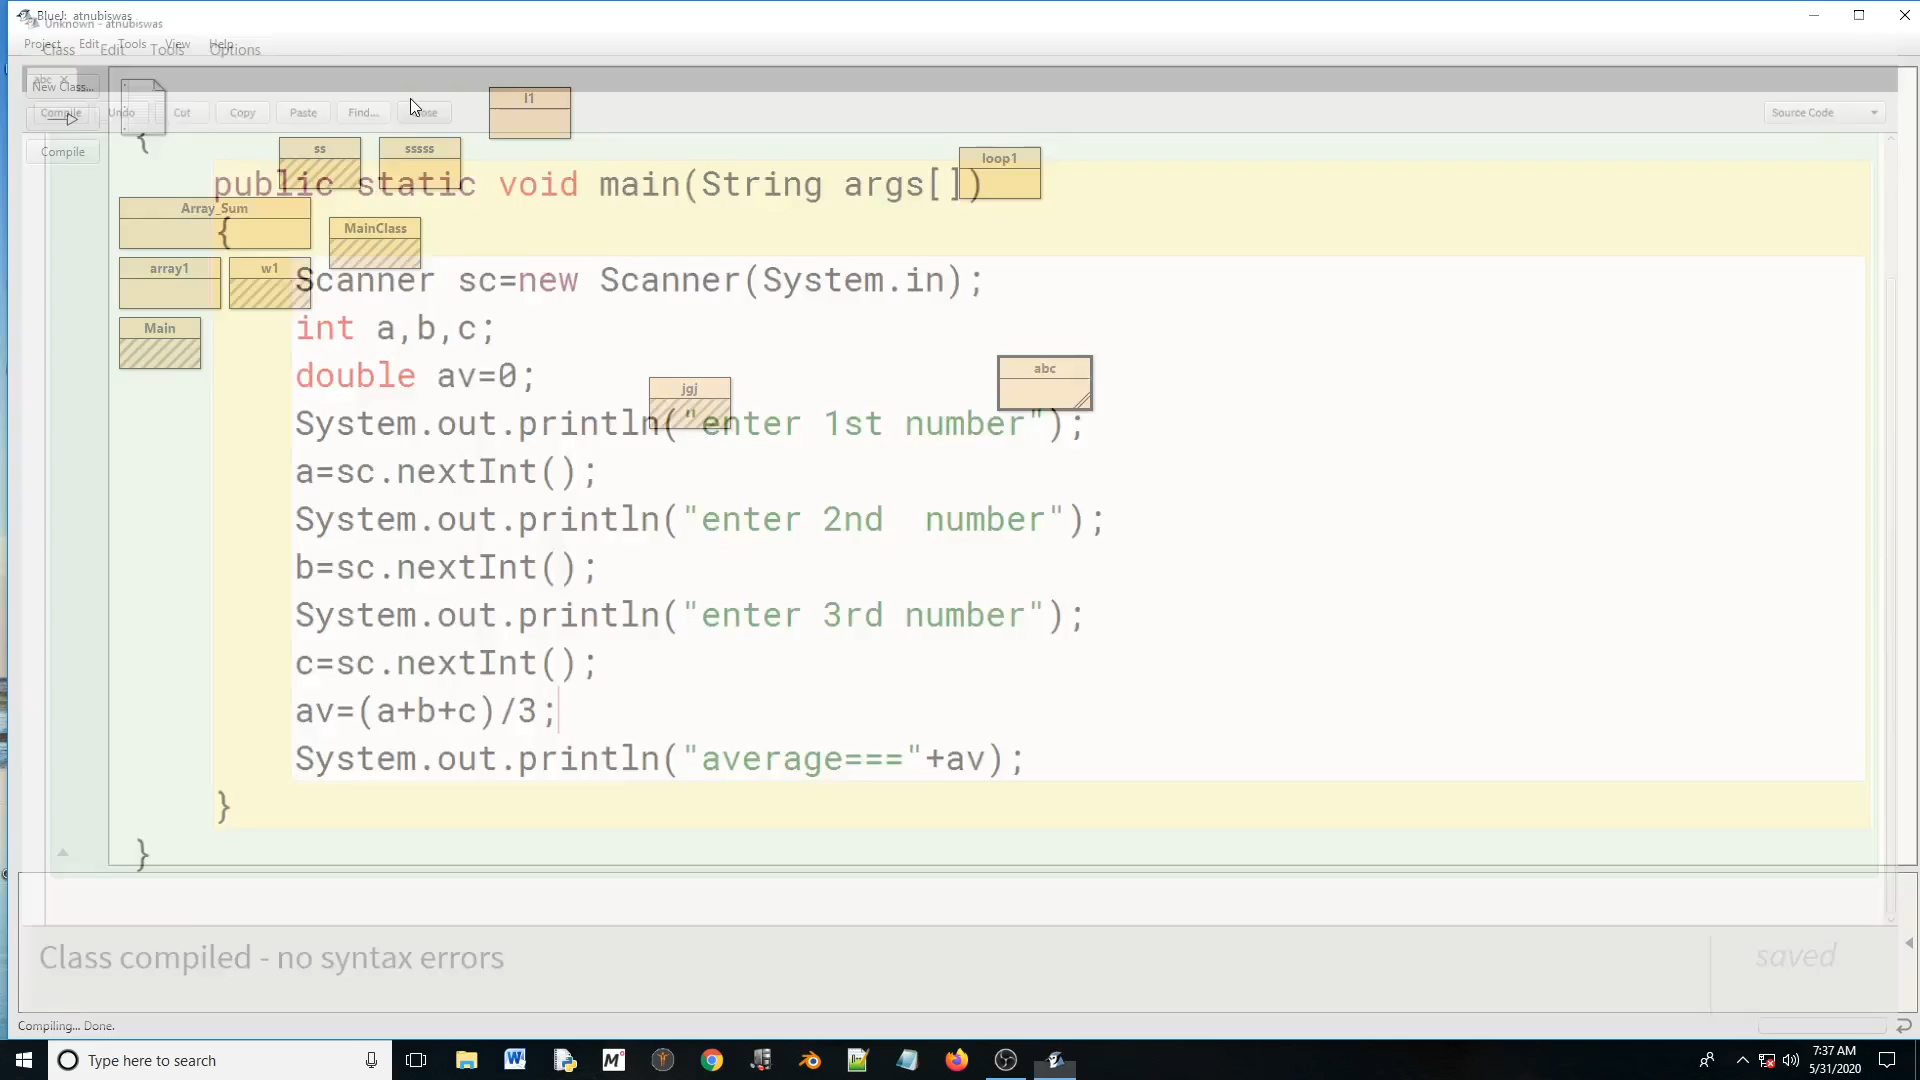 BlueJ: atnubiswas
Unknown - atnubiswas
Project Edit Tools View Help
Class Edit Tools Options
abc
New Class...
Compile Undo Cut Copy Paste Find... Close
Source Code
Compile
l1
ss
sssss
loop1
Array_Sum
MainClass
array1
w1
Main
jgj
abc
{
public static void main(String args[])
{
Scanner sc=new Scanner(System.in);
int a,b,c;
double av=0;
System.out.println("enter 1st number");
a=sc.nextInt();
System.out.println("enter 2nd  number");
b=sc.nextInt();
System.out.println("enter 3rd number");
c=sc.nextInt();
av=(a+b+c)/3;
System.out.println("average==="+av);
}
}
Class compiled - no syntax errors
saved
Compiling... Done.
Type here to search
7:37 AM
5/31/2020